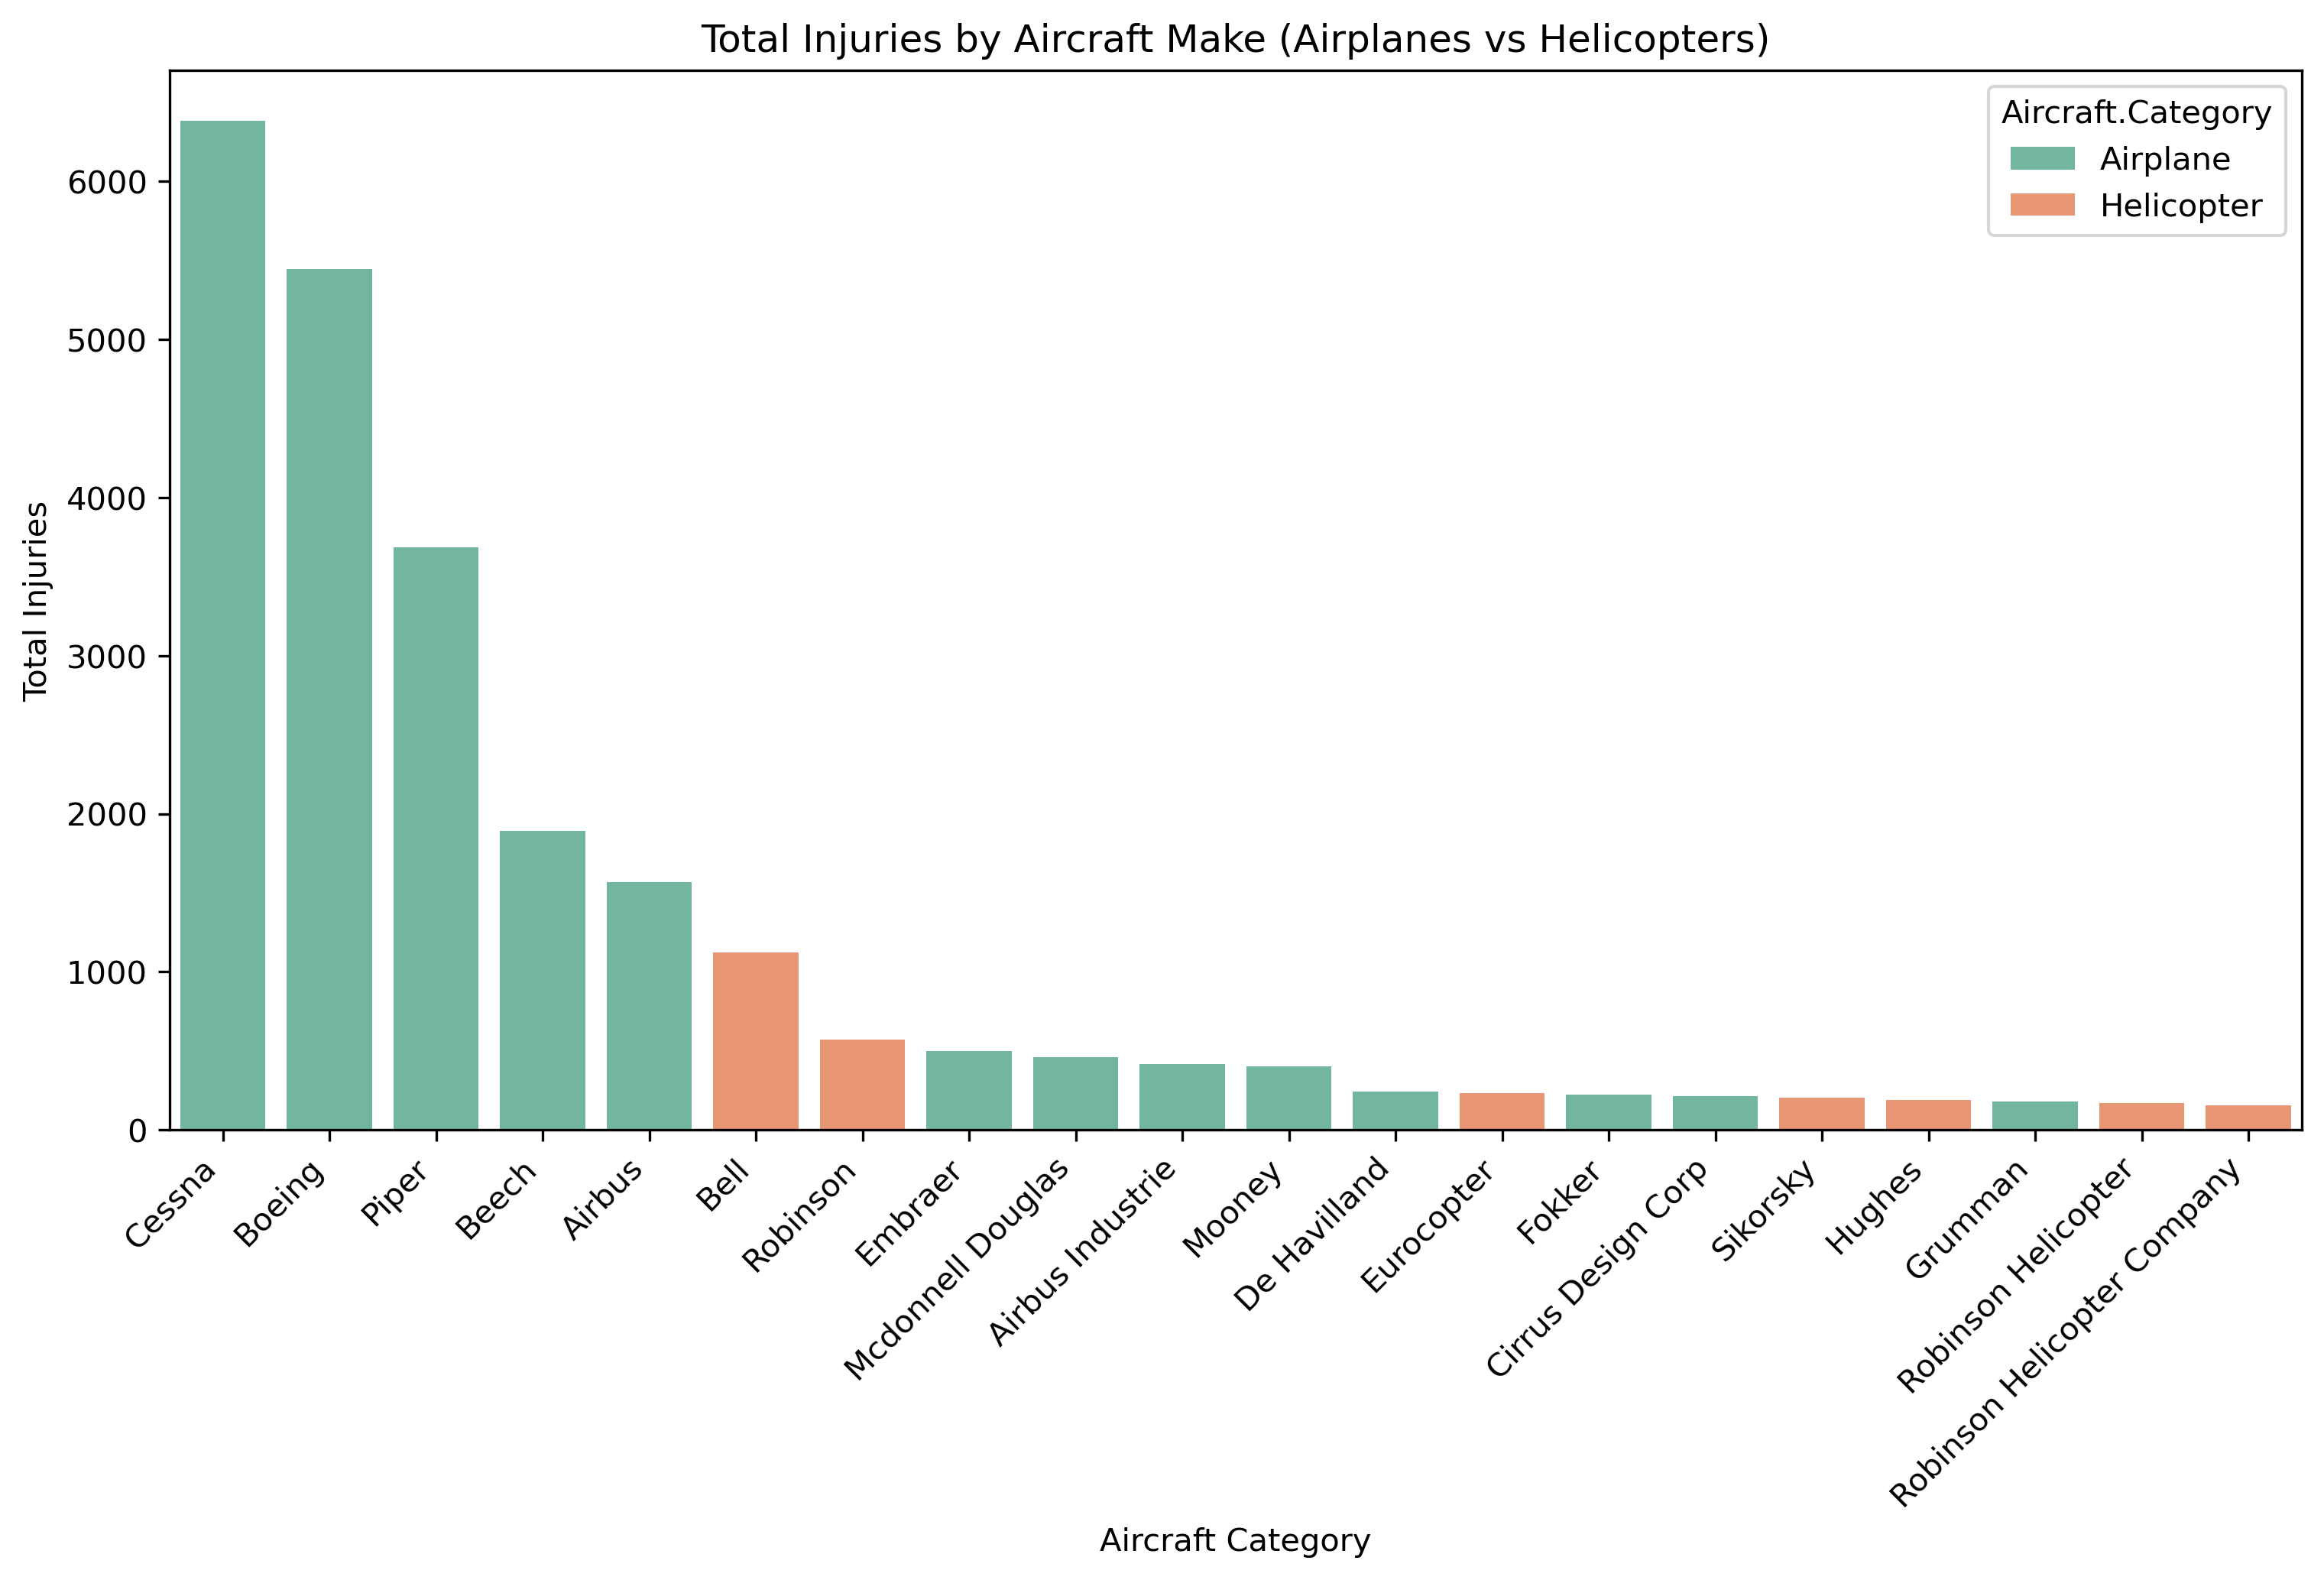 Total Injuries by Aircraft Make (Airplanes vs Helicopters)
Aircraft.Category
Airplane
Helicopter
Total Injuries
6000
5000
4000
3000
2000
1000
0
Cessna
Boeing
Piper
Beech
Airbus
Bell
Robinson
Embraer
Mcdonnell Douglas
Airbus Industrie
Mooney
De Havilland
Eurocopter
Fokker
Cirrus Design Corp
Sikorsky
Hughes
Grumman
Robinson Helicopter
Robinson Helicopter Company
Aircraft Category